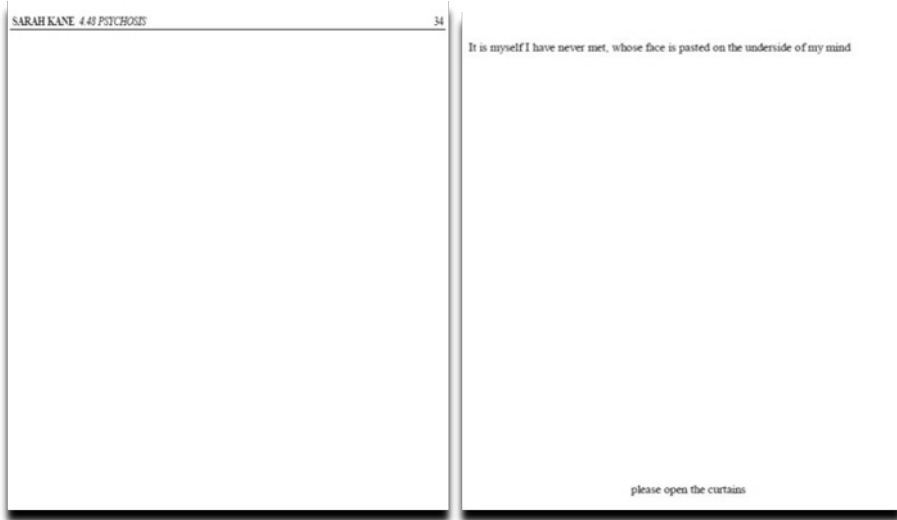 SARAH KANE 4.48 PSYCHOSIS 34
It is myself I have never met, whose face is pasted on the underside of my mind
please open the curtains